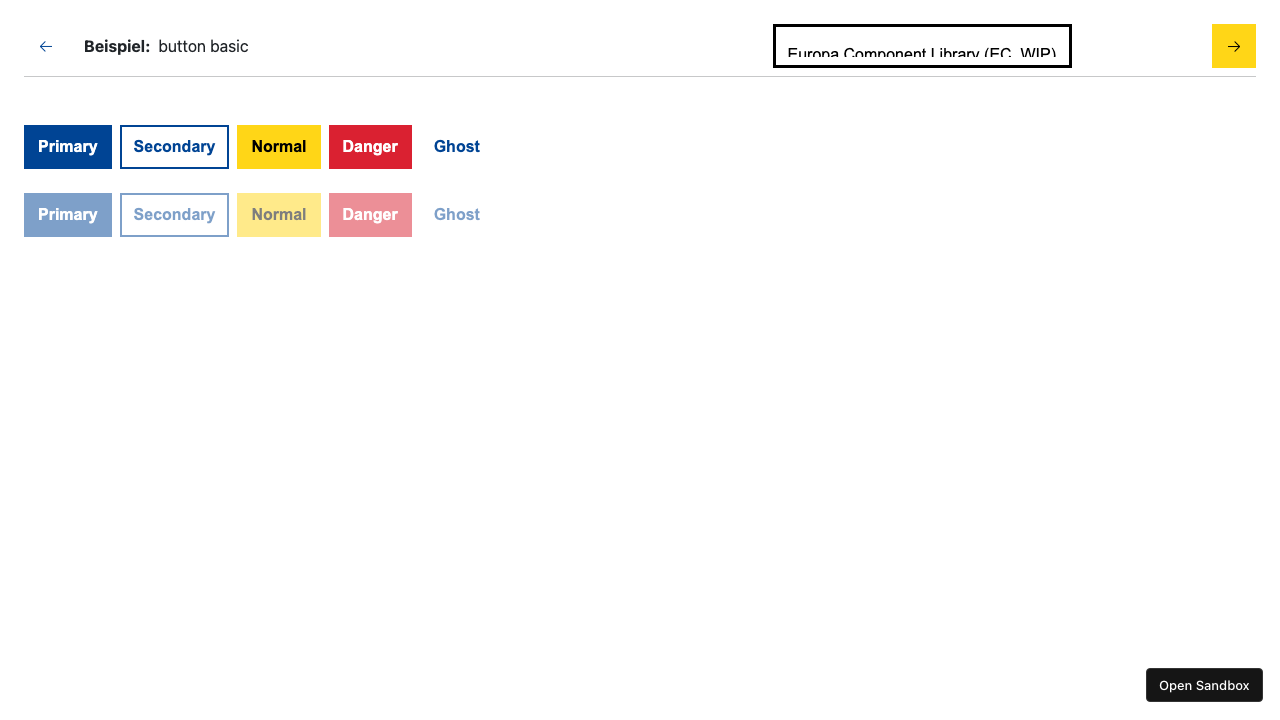 Beispiel: button basic
Europa Component Library (EC, WIP)
Primary Secondary Normal Danger Ghost
Primary Secondary Normal Danger Ghost
Open Sandbox